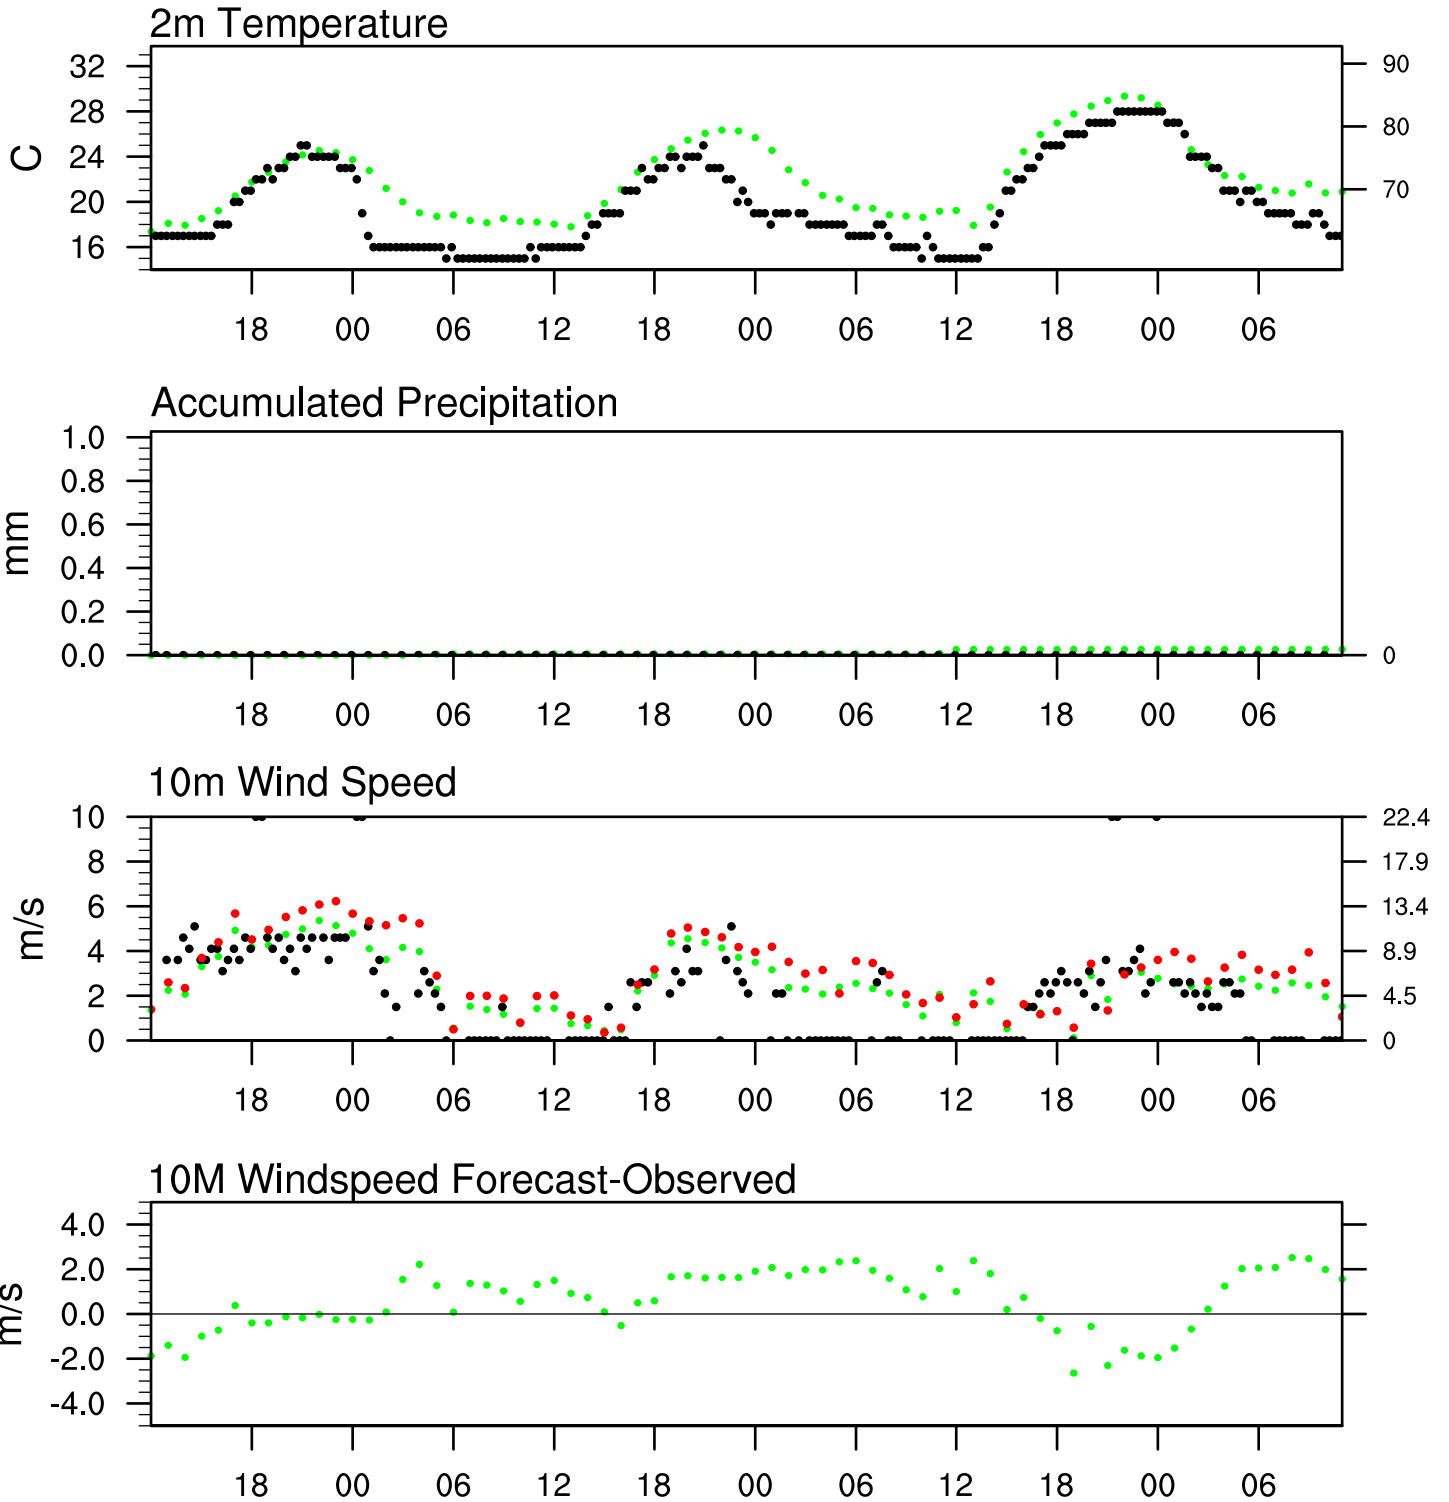 2m Temperature
32
28
24
20
16
C
90
80
70
18 00 06 12 18 00 06 12 18 00 06
Accumulated Precipitation
1.0
0.8
0.6
0.4
0.2
0.0
mm
0
18 00 06 12 18 00 06 12 18 00 06
10m Wind Speed
10
8
6
4
2
0
m/s
22.4
17.9
13.4
8.9
4.5
0
18 00 06 12 18 00 06 12 18 00 06
10M Windspeed Forecast-Observed
4.0
2.0
0.0
-2.0
-4.0
m/s
18 00 06 12 18 00 06 12 18 00 06